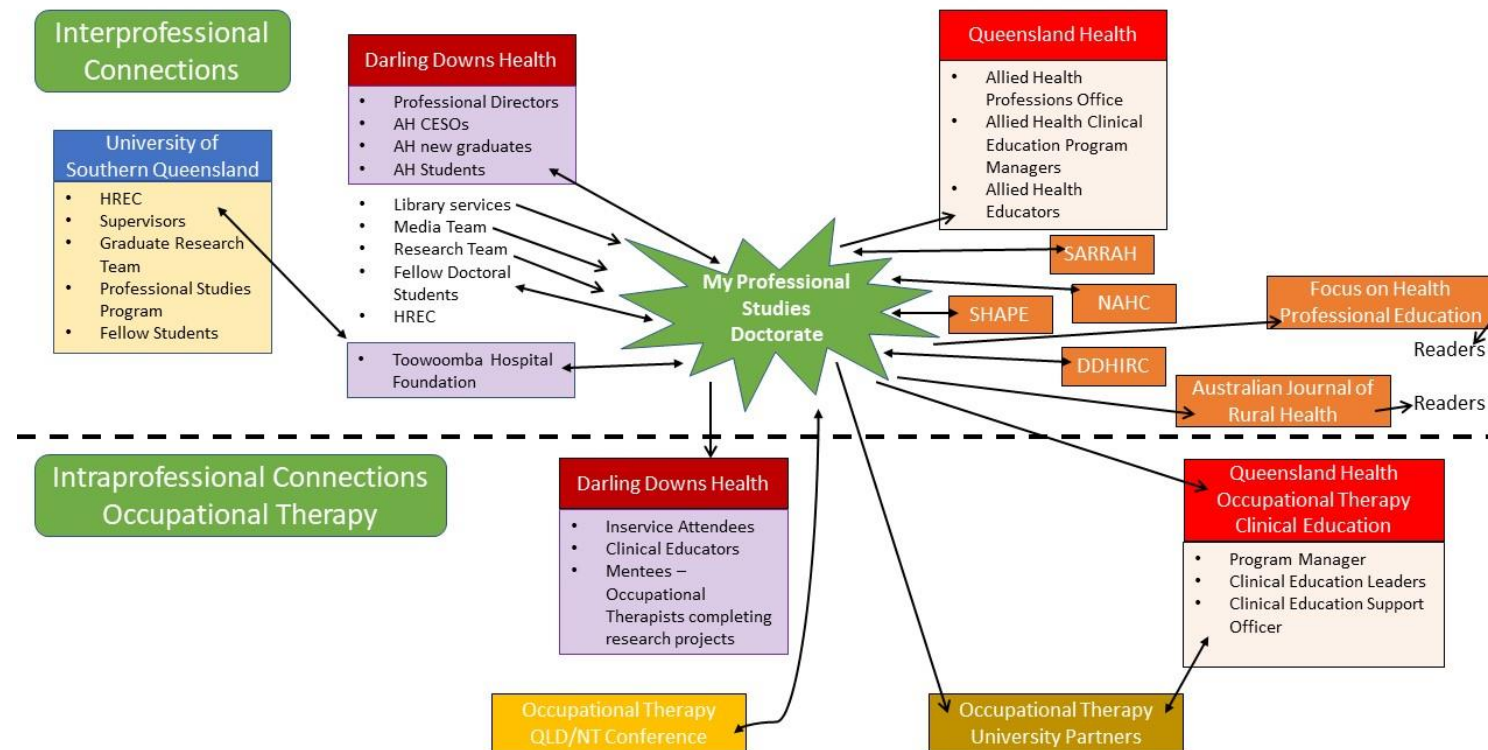 Interprofessional
Connections
University of
Southern Queensland
• HREC
• Supervisors
• Graduate Research
Team
• Professional Studies
Program
• Fellow Students
Darling Downs Health
• Professional Directors
• AH CESOs
• AH new graduates
• AH Students
• Library services
• Media Team
• Research Team
• Fellow Doctoral
Students
• HREC
• Toowoomba Hospital
Foundation
My Professional
Studies
Doctorate
Queensland Health
• Allied Health
Professions Office
• Allied Health Clinical
Education Program
Managers
• Allied Health
Educators
SARRAH
NAHC
SHAPE
Focus on Health
Professional Education
Readers
DDHIRC
Australian Journal of
Rural Health
Readers
Intraprofessional Connections
Occupational Therapy
Darling Downs Health
• Inservice Attendees
• Clinical Educators
• Mentees –
Occupational
Therapists completing
research projects
Queensland Health
Occupational Therapy
Clinical Education
• Program Manager
• Clinical Education Leaders
• Clinical Education Support
Officer
Occupational Therapy
QLD/NT Conference
Occupational Therapy
University Partners